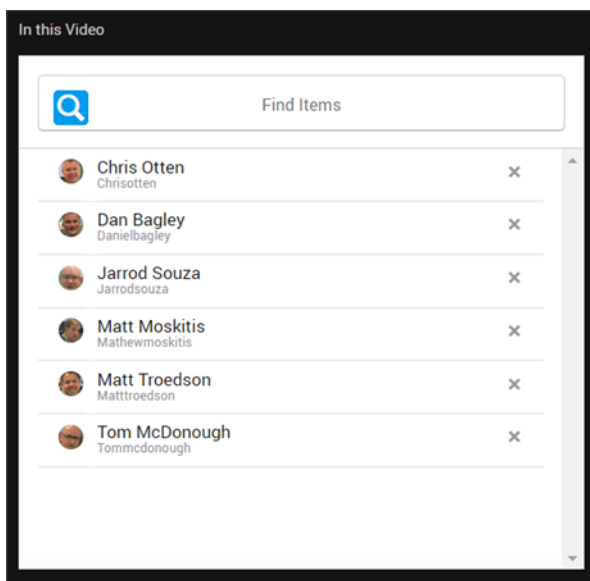 In this Video
Find Items
Chris Otten
Chrisotten
Dan Bagley
Danielbagley
Jarrod Souza
Jarrodsouza
Matt Moskitis
Mathewmoskitis
Matt Troedson
Matttroedson
Tom McDonough
Tommcdonough